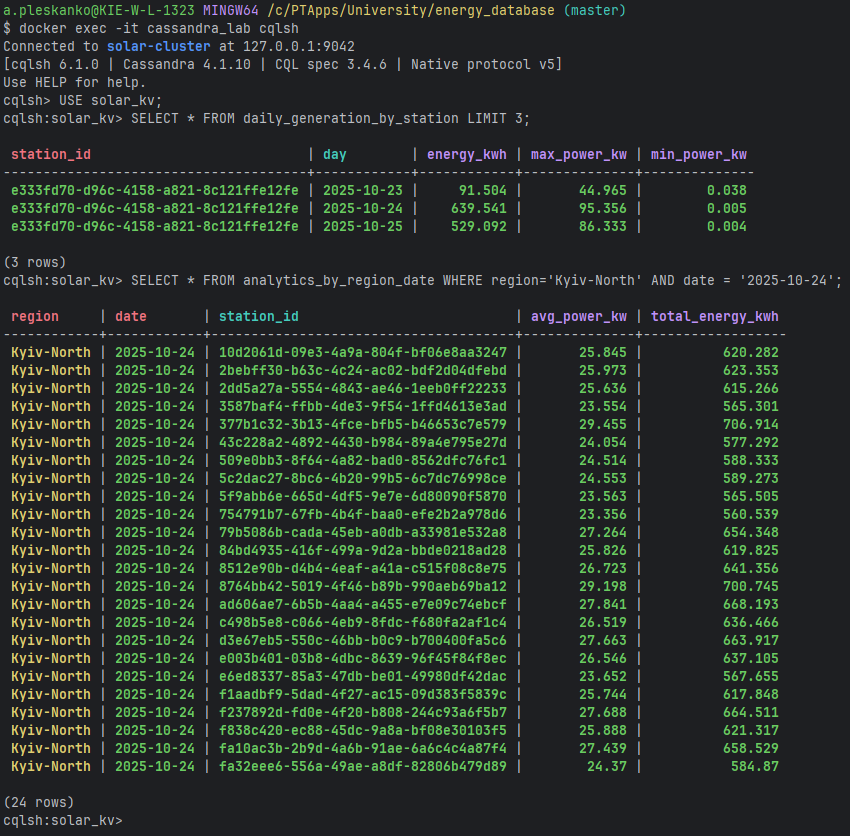 a.pleskanko@KIE-W-L-1323 MINGW64 /c/PTApps/University/energy_database (master)
$ docker exec -it cassandra_lab cqlsh
Connected to solar-cluster at 127.0.0.1:9042
[cqlsh 6.1.0 | Cassandra 4.1.10 | CQL spec 3.4.6 | Native protocol v5]
Use HELP for help.
cqlsh> USE solar_kv;
cqlsh:solar_kv> SELECT * FROM daily_generation_by_station LIMIT 3;
station_id | day | energy_kwh | max_power_kw | min_power_kw
--------------------------------------+------------+------------+--------------+--------------
e333fd70-d96c-4158-a821-8c121ffe12fe | 2025-10-23 | 91.504 | 44.965 | 0.038
e333fd70-d96c-4158-a821-8c121ffe12fe | 2025-10-24 | 639.541 | 95.356 | 0.005
e333fd70-d96c-4158-a821-8c121ffe12fe | 2025-10-25 | 529.092 | 86.333 | 0.004
(3 rows)
cqlsh:solar_kv> SELECT * FROM analytics_by_region_date WHERE region='Kyiv-North' AND date = '2025-10-24';
region | date | station_id | avg_power_kw | total_energy_kwh
------------+------------+--------------------------------------+--------------+------------------
Kyiv-North | 2025-10-24 | 10d2061d-09e3-4a9a-804f-bf06e8aa3247 | 25.845 | 620.282
Kyiv-North | 2025-10-24 | 2bebff30-b63c-4c24-ac02-bdf2d04dfebd | 25.973 | 623.353
Kyiv-North | 2025-10-24 | 2dd5a27a-5554-4843-ae46-1eeb0ff22233 | 25.636 | 615.266
Kyiv-North | 2025-10-24 | 3587baf4-ffbb-4de3-9f54-1ffd4613e3ad | 23.554 | 565.301
Kyiv-North | 2025-10-24 | 377b1c32-3b13-4fce-bfb5-b46653c7e579 | 29.455 | 706.914
Kyiv-North | 2025-10-24 | 43c228a2-4892-4430-b984-89a4e795e27d | 24.054 | 577.292
Kyiv-North | 2025-10-24 | 509e0bb3-8f64-4a82-bad0-8562dfc76fc1 | 24.514 | 588.333
Kyiv-North | 2025-10-24 | 5c2dac27-8bc6-4b20-99b5-6c7dc76998ce | 24.553 | 589.273
Kyiv-North | 2025-10-24 | 5f9abb6e-665d-4df5-9e7e-6d80090f5870 | 23.563 | 565.505
Kyiv-North | 2025-10-24 | 754791b7-67fb-4b4f-baa0-efe2b2a978d6 | 23.356 | 560.539
Kyiv-North | 2025-10-24 | 79b5086b-cada-45eb-a0db-a33981e532a8 | 27.264 | 654.348
Kyiv-North | 2025-10-24 | 84bd4935-416f-499a-9d2a-bbde0218ad28 | 25.826 | 619.825
Kyiv-North | 2025-10-24 | 8512e90b-d4b4-4eaf-a41a-c515f08c8e75 | 26.723 | 641.356
Kyiv-North | 2025-10-24 | 8764bb42-5019-4f46-b89b-990aeb69ba12 | 29.198 | 700.745
Kyiv-North | 2025-10-24 | ad606ae7-6b5b-4aa4-a455-e7e09c74ebcf | 27.841 | 668.193
Kyiv-North | 2025-10-24 | c498b5e8-c066-4eb9-8fdc-f680fa2af1c4 | 26.519 | 636.466
Kyiv-North | 2025-10-24 | d3e67eb5-550c-46bb-b0c9-b700400fa5c6 | 27.663 | 663.917
Kyiv-North | 2025-10-24 | e003b401-03b8-4dbc-8639-96f45f84f8ec | 26.546 | 637.105
Kyiv-North | 2025-10-24 | e6ed8337-85a3-47db-be01-49980df42dac | 23.652 | 567.655
Kyiv-North | 2025-10-24 | f1aadbf9-5dad-4f27-ac15-09d383f5839c | 25.744 | 617.848
Kyiv-North | 2025-10-24 | f237892d-fd0e-4f20-b808-244c93a6f5b7 | 27.688 | 664.511
Kyiv-North | 2025-10-24 | f838c420-ec88-45dc-9a8a-bf08e30103f5 | 25.888 | 621.317
Kyiv-North | 2025-10-24 | fa10ac3b-2b9d-4a6b-91ae-6a6c4c4a87f4 | 27.439 | 658.529
Kyiv-North | 2025-10-24 | fa32eee6-556a-49ae-a8df-82806b479d89 | 24.37 | 584.87
(24 rows)
cqlsh:solar_kv>